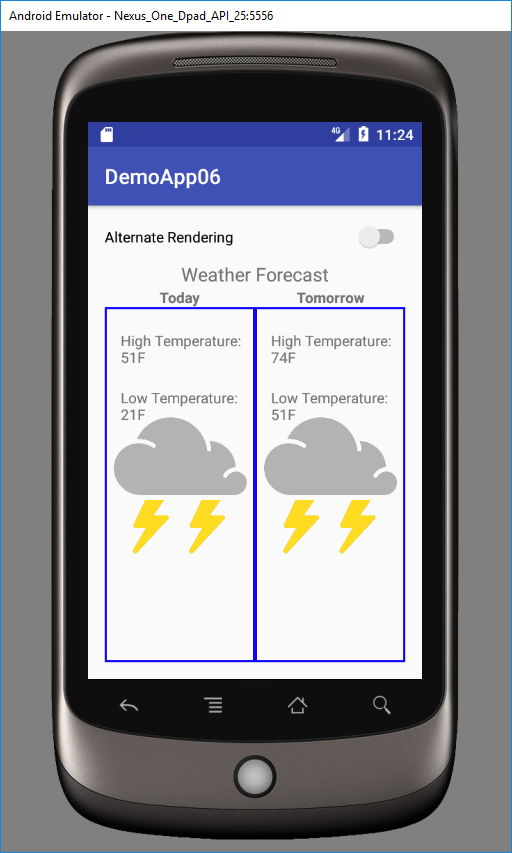 Android Emulator - Nexus_One_Dpad_API_25:5556
4G 11:24
DemoApp06
Alternate Rendering
Weather Forecast
Today Tomorrow
High Temperature:
51F
Low Temperature:
21F
High Temperature:
74F
Low Temperature:
51F